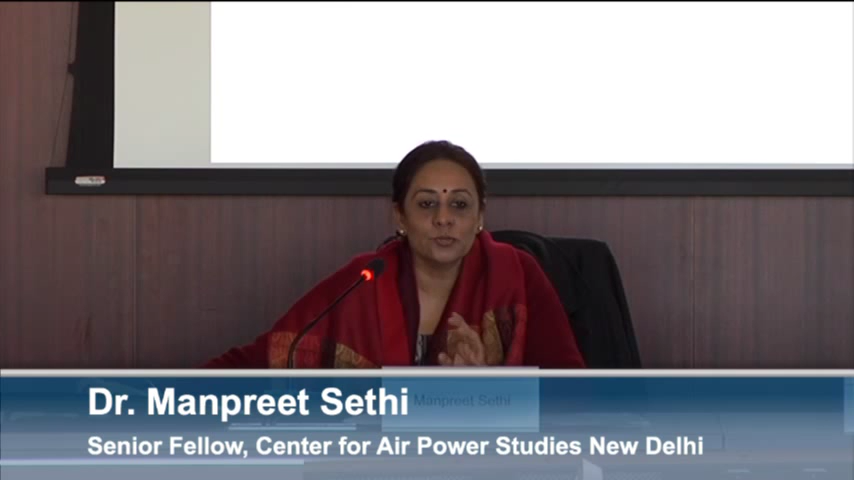 Manpreet Sethi
Dr. Manpreet Sethi
Senior Fellow, Center for Air Power Studies New Delhi